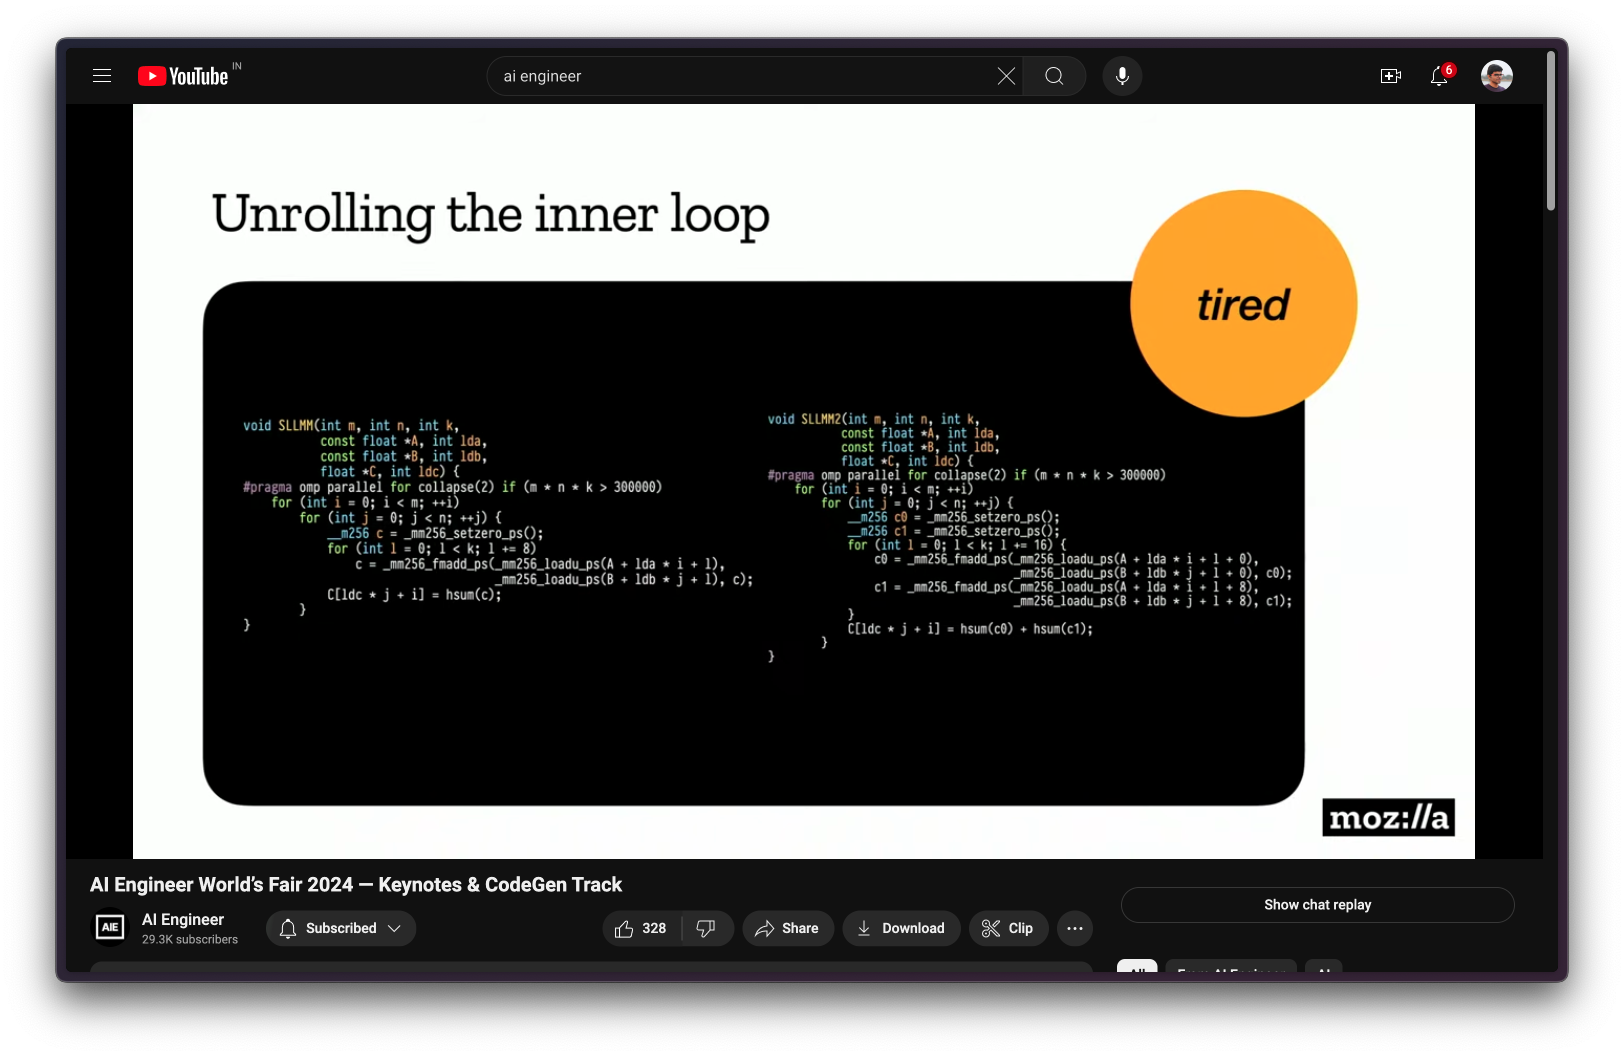 YouTube IN
ai engineer
6
Unrolling the inner loop
tired
void SLLMM(int m, int n, int k,
const float *A, int lda,
const float *B, int ldb,
float *C, int ldc) {
#pragma omp parallel for collapse(2) if (m * n * k > 300000)
for (int i = 0; i < m; ++i)
for (int j = 0; j < n; ++j) {
__m256 c = _mm256_setzero_ps();
for (int l = 0; l < k; l += 8)
c = _mm256_fmadd_ps(_mm256_loadu_ps(A + lda * i + l),
_mm256_loadu_ps(B + ldb * j + l), c);
C[ldc * j + i] = hsum(c);
}
}
void SLLMM2(int m, int n, int k,
const float *A, int lda,
const float *B, int ldb,
float *C, int ldc) {
#pragma omp parallel for collapse(2) if (m * n * k > 300000)
for (int i = 0; i < m; ++i)
for (int j = 0; j < n; ++j) {
__m256 c0 = _mm256_setzero_ps();
__m256 c1 = _mm256_setzero_ps();
for (int l = 0; l < k; l += 16) {
c0 = _mm256_fmadd_ps(_mm256_loadu_ps(A + lda * i + l + 0),
_mm256_loadu_ps(B + ldb * j + l + 0), c0);
c1 = _mm256_fmadd_ps(_mm256_loadu_ps(A + lda * i + l + 8),
_mm256_loadu_ps(B + ldb * j + l + 8), c1);
}
C[ldc * j + i] = hsum(c0) + hsum(c1);
}
}
moz://a
AI Engineer World's Fair 2024 — Keynotes & CodeGen Track
AIE
AI Engineer
29.3K subscribers
Subscribed
328
Share
Download
Clip
Show chat replay
All
From AI Engineer
AI